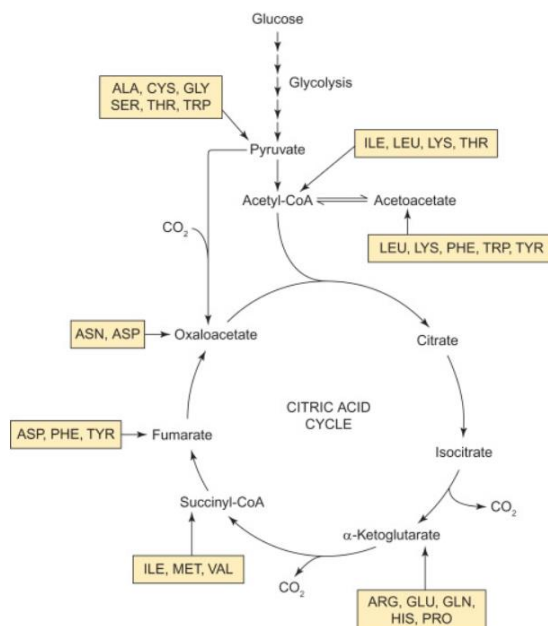 Glucose
Glycolysis
ALA, CYS, GLY
SER, THR, TRP
Pyruvate
ILE, LEU, LYS, THR
Acetyl-CoA
Acetoacetate
CO2
LEU, LYS, PHE, TRP, TYR
ASN, ASP
Oxaloacetate
Citrate
CITRIC ACID
CYCLE
ASP, PHE, TYR
Fumarate
Isocitrate
Succinyl-CoA
CO2
α-Ketoglutarate
ILE, MET, VAL
CO2
ARG, GLU, GLN,
HIS, PRO